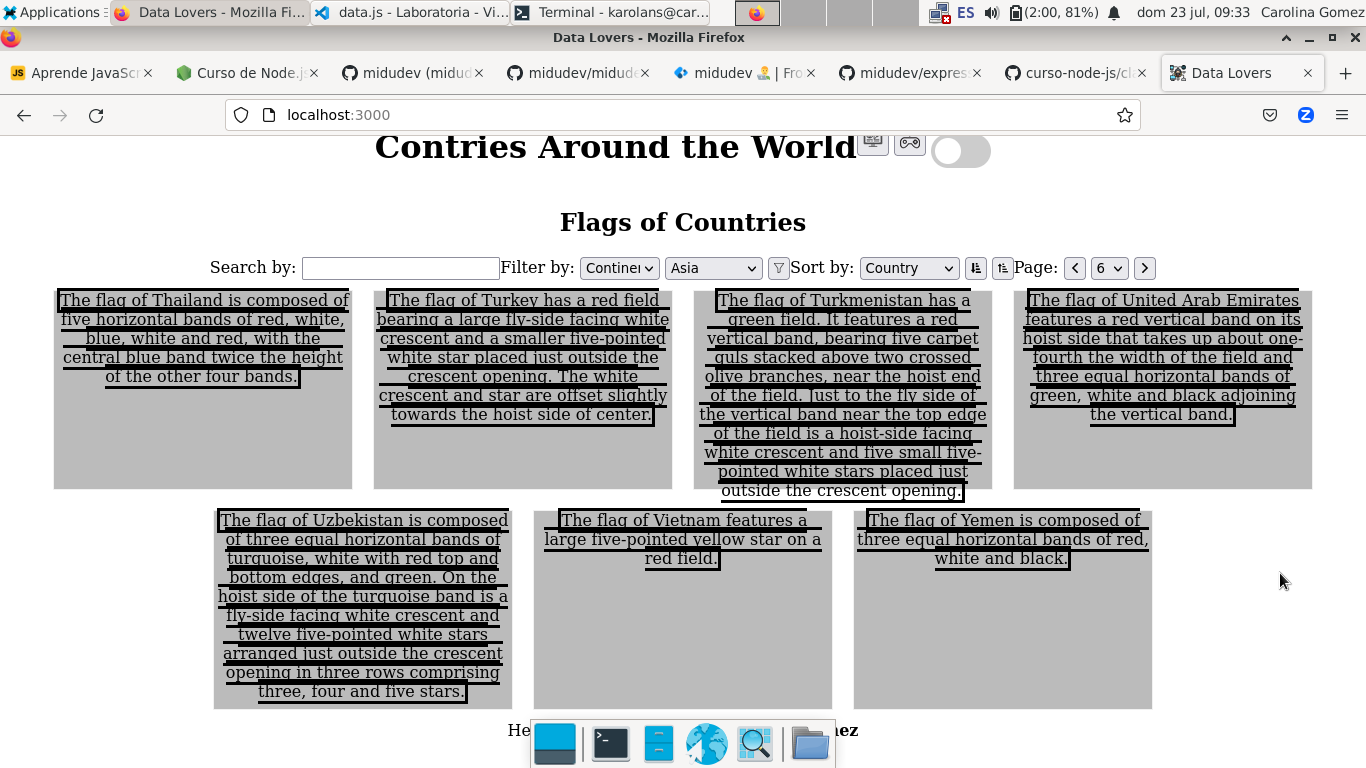 Applications
Data Lovers - Mozilla Fi...
data.js - Laboratoria - Vi...
Terminal - karolans@car...
ES
(2:00, 81%)
dom 23 jul, 09:33
Carolina Gomez
Data Lovers - Mozilla Firefox
JS Aprende JavaScr
Curso de Node.js
midudev (midud
midudev/midude
midudev | Fro
midudev/expres
curso-node-js/cl
Data Lovers
localhost:3000
Contries Around the World
Flags of Countries
Search by:
Filter by:
Continen
Asia
Sort by:
Country
Page:
6
The flag of Thailand is composed of
five horizontal bands of red, white,
blue, white and red, with the
central blue band twice the height
of the other four bands.
The flag of Turkey has a red field
bearing a large fly-side facing white
crescent and a smaller five-pointed
white star placed just outside the
crescent opening. The white
crescent and star are offset slightly
towards the hoist side of center.
The flag of Turkmenistan has a
green field. It features a red
vertical band, bearing five carpet
guls stacked above two crossed
olive branches, near the hoist end
of the field. Just to the fly side of
the vertical band near the top edge
of the field is a hoist-side facing
white crescent and five small five-
pointed white stars placed just
outside the crescent opening.
The flag of United Arab Emirates
features a red vertical band on its
hoist side that takes up about one-
fourth the width of the field and
three equal horizontal bands of
green, white and black adjoining
the vertical band.
The flag of Uzbekistan is composed
of three equal horizontal bands of
turquoise, white with red top and
bottom edges, and green. On the
hoist side of the turquoise band is a
fly-side facing white crescent and
twelve five-pointed white stars
arranged just outside the crescent
opening in three rows comprising
three, four and five stars.
The flag of Vietnam features a
large five-pointed yellow star on a
red field.
The flag of Yemen is composed of
three equal horizontal bands of red,
white and black.